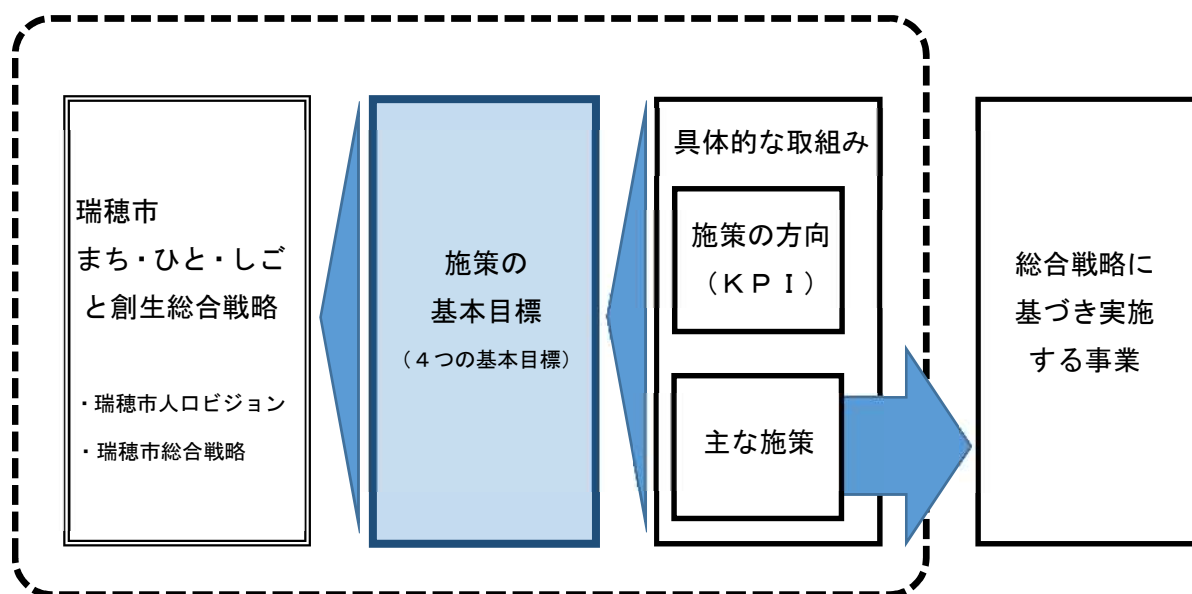 瑞穂市
まち・ひと・しご
と創生総合戦略
・瑞穂市人口ビジョン
・瑞穂市総合戦略
施策の
基本目標
（４つの基本目標）
具体的な取組み
施策の方向
（ＫＰＩ）
主な施策
総合戦略に
基づき実施
する事業